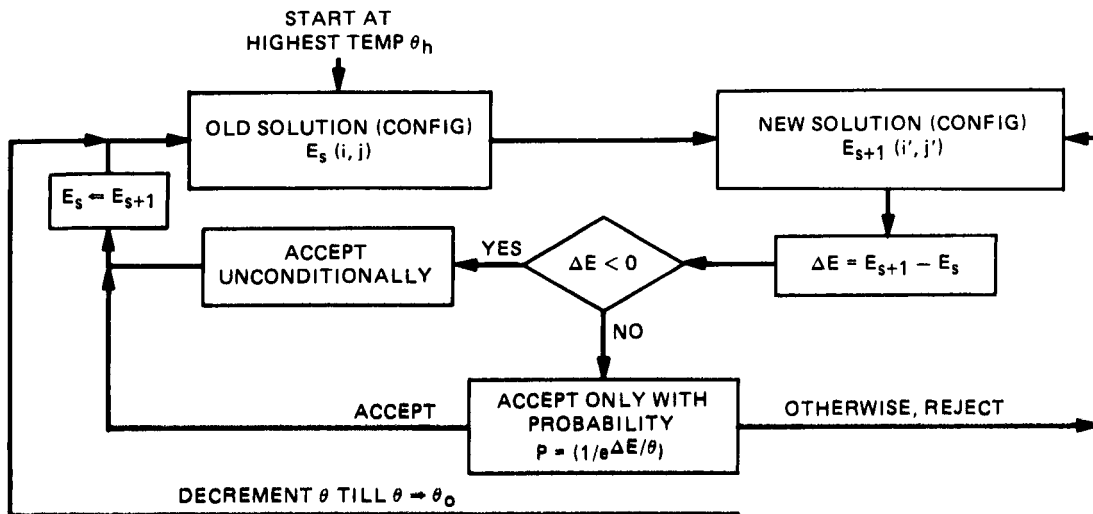 START AT
HIGHEST TEMP θh
OLD SOLUTION (CONFIG)
Es (i, j)
NEW SOLUTION (CONFIG)
Es+1 (i', j')
Es ← Es+1
ACCEPT
UNCONDITIONALLY
YES
ΔE < 0
ΔE = Es+1 − Es
NO
ACCEPT
ACCEPT ONLY WITH
PROBABILITY
P = (1/e^ΔE/θ)
OTHERWISE, REJECT
DECREMENT θ TILL θ → θo